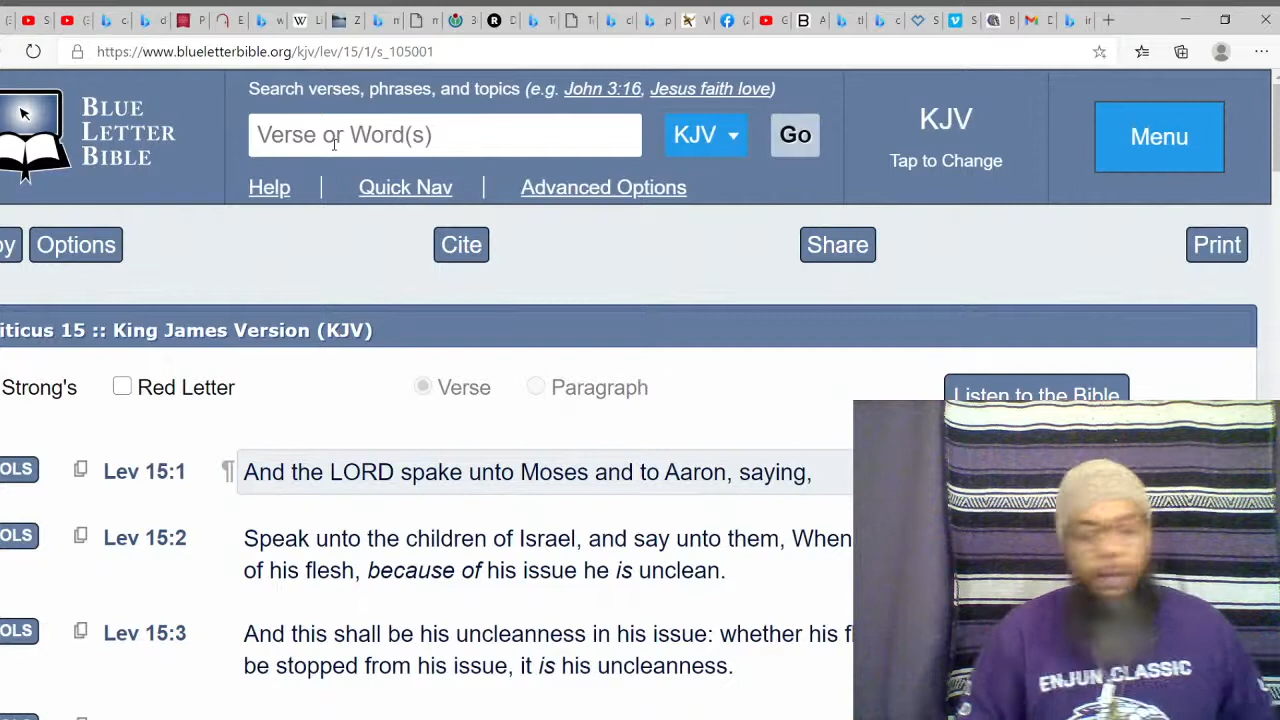 https://www.blueletterbible.org/kjv/lev/15/1/s_105001
Search verses, phrases, and topics (e.g. John 3:16, Jesus faith love)
BLUE
LETTER
BIBLE
Verse or Word(s)
KJV
Go
KJV
Tap to Change
Menu
Help | Quick Nav | Advanced Options
by
Options
Cite
Share
Print
iticus 15 :: King James Version (KJV)
Strong's
Red Letter
Verse
Paragraph
Listen to the Bible
OLS
Lev 15:1
¶ And the LORD spake unto Moses and to Aaron, saying,
OLS
Lev 15:2
Speak unto the children of Israel, and say unto them, When
of his flesh, because of his issue he is unclean.
OLS
Lev 15:3
And this shall be his uncleanness in his issue: whether his fl
be stopped from his issue, it is his uncleanness.
ENJUN CLASSIC